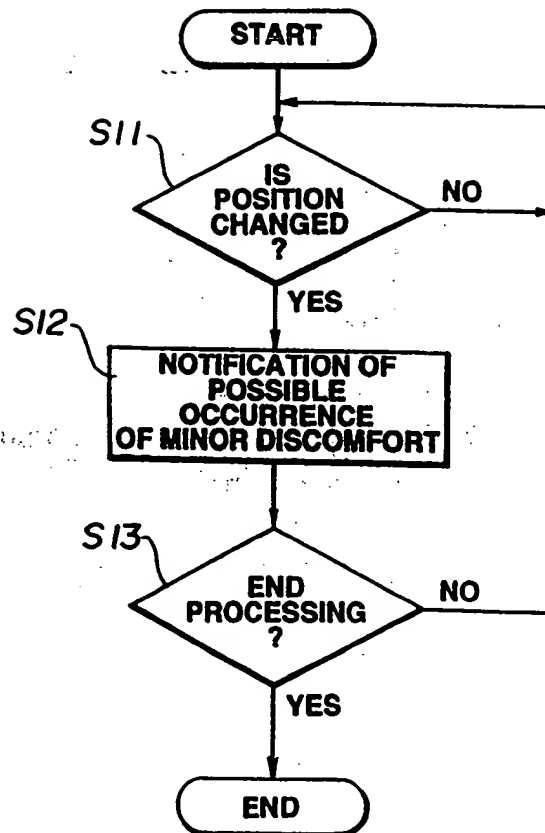 START
S11
IS
POSITION
CHANGED
?
NO
YES
S12
NOTIFICATION OF
POSSIBLE
OCCURRENCE
OF MINOR DISCOMFORT
S13
END
PROCESSING
?
NO
YES
END